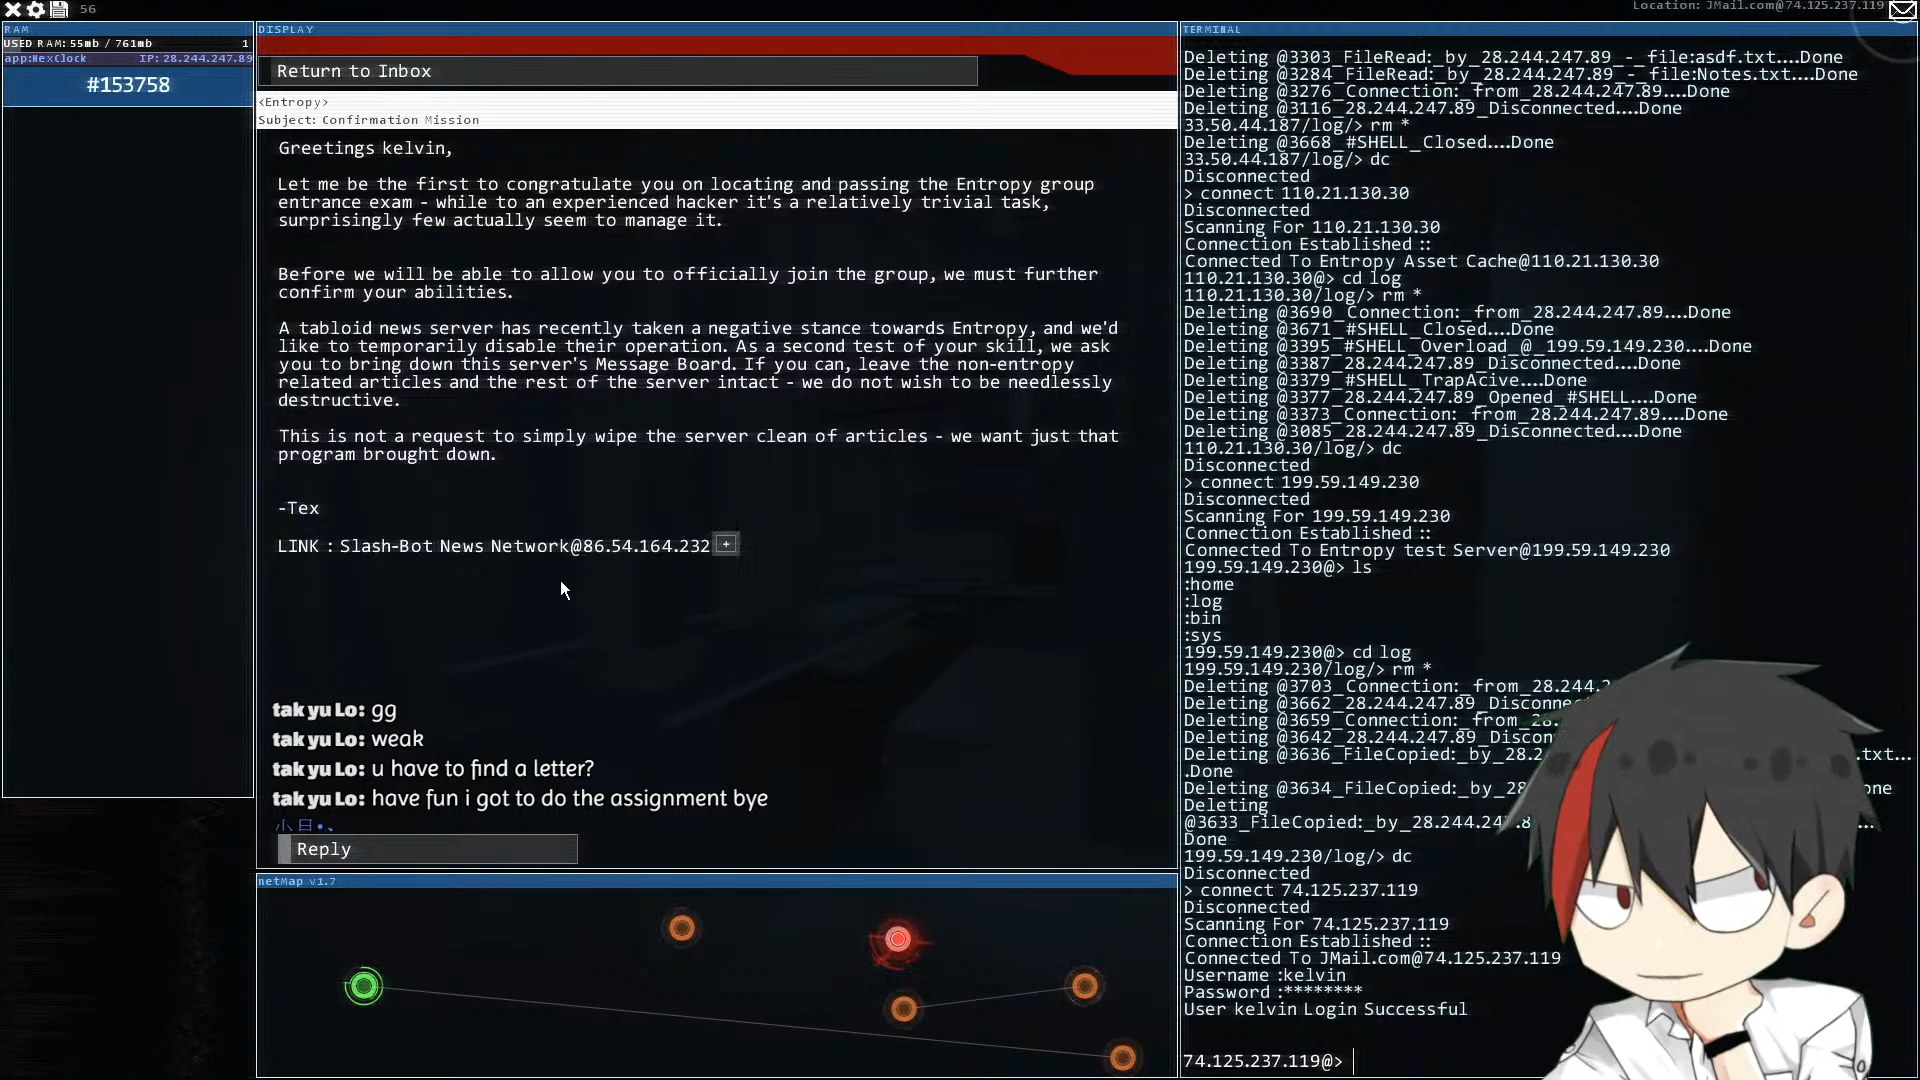 56
Location: JMail.com@74.125.237.119
RAM
USED RAM: 55mb / 761mb 1
app:HexClock IP: 28.244.247.89
#153758
DISPLAY
Return to Inbox
<Entropy>
Subject: Confirmation Mission
Greetings kelvin,
Let me be the first to congratulate you on locating and passing the Entropy group
entrance exam - while to an experienced hacker it's a relatively trivial task,
surprisingly few actually seem to manage it.
Before we will be able to allow you to officially join the group, we must further
confirm your abilities.
A tabloid news server has recently taken a negative stance towards Entropy, and we'd
like to temporarily disable their operation. As a second test of your skill, we ask
you to bring down this server's Message Board. If you can, leave the non-entropy
related articles and the rest of the server intact - we do not wish to be needlessly
destructive.
This is not a request to simply wipe the server clean of articles - we want just that
program brought down.
-Tex
LINK : Slash-Bot News Network@86.54.164.232 +
tak yu Lo: gg
tak yu Lo: weak
tak yu Lo: u have to find a letter?
tak yu Lo: have fun i got to do the assignment bye
Reply
netMap v1.7
TERMINAL
Deleting @3303_FileRead:_by_28.244.247.89_-_file:asdf.txt....Done
Deleting @3284_FileRead:_by_28.244.247.89_-_file:Notes.txt....Done
Deleting @3276_Connection:_from_28.244.247.89....Done
Deleting @3116_28.244.247.89_Disconnected....Done
33.50.44.187/log/> rm *
Deleting @3668_#SHELL_Closed....Done
33.50.44.187/log/> dc
Disconnected
> connect 110.21.130.30
Disconnected
Scanning For 110.21.130.30
Connection Established ::
Connected To Entropy Asset Cache@110.21.130.30
110.21.130.30@> cd log
110.21.130.30/log/> rm *
Deleting @3690_Connection:_from_28.244.247.89....Done
Deleting @3671_#SHELL_Closed....Done
Deleting @3395_#SHELL_Overload_@_199.59.149.230....Done
Deleting @3387_28.244.247.89_Disconnected....Done
Deleting @3379_#SHELL_TrapAcive....Done
Deleting @3377_28.244.247.89_Opened_#SHELL....Done
Deleting @3373_Connection:_from_28.244.247.89....Done
Deleting @3085_28.244.247.89_Disconnected....Done
110.21.130.30/log/> dc
Disconnected
> connect 199.59.149.230
Disconnected
Scanning For 199.59.149.230
Connection Established ::
Connected To Entropy test Server@199.59.149.230
199.59.149.230@> ls
:home
:log
:bin
:sys
199.59.149.230@> cd log
199.59.149.230/log/> rm *
Deleting @3703_Connection:_from_28.244.2
Deleting @3662_28.244.247.89_Disconnec
Deleting @3659_Connection:_from_28.
Deleting @3642_28.244.247.89_Discon
Deleting @3636_FileCopied:_by_28.2 .txt...
.Done
Deleting @3634_FileCopied:_by_28 one
Deleting
@3633_FileCopied:_by_28.244.247.8 ...
Done
199.59.149.230/log/> dc
Disconnected
> connect 74.125.237.119
Disconnected
Scanning For 74.125.237.119
Connection Established ::
Connected To JMail.com@74.125.237.119
Username :kelvin
Password :********
User kelvin Login Successful
74.125.237.119@>